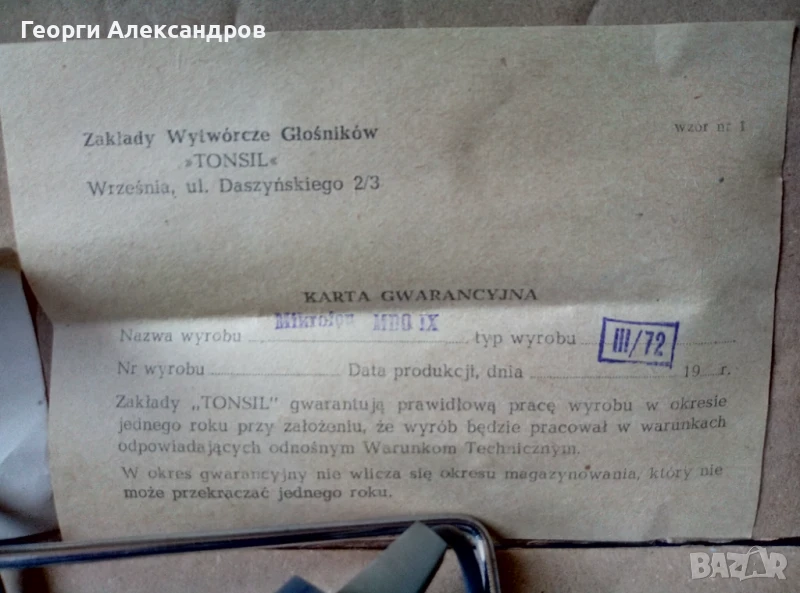 Георги Александров
Zakłady Wytwórcze Głośników
wzór nr 1
»TONSIL«
Września, ul. Daszyńskiego 2/3
KARTA GWARANCYJNA
Mikrofon MDO IX
Nazwa wyrobu typ wyrobu III/72
Nr wyrobu Data produkcji, dnia 19 r.
Zakłady „TONSIL" gwarantują prawidłową pracę wyrobu w okresie
jednego roku przy założeniu, że wyrób będzie pracował w warunkach
odpowiadających odnośnym Warunkom Technicznym.
W okres gwarancyjny nie wlicza się okresu magazynowania, który nie
może przekraczać jednego roku.
BAZAR